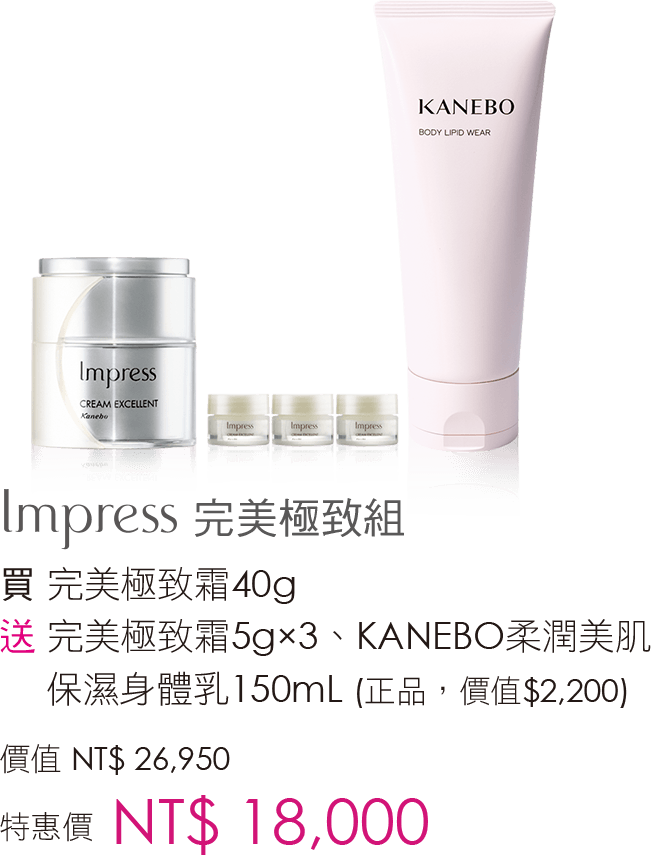 KANEBO
BODY LIPID WEAR
Impress
CREAM EXCELLENT
Kanebo
Impress
Impress
Impress
Impress 完美極致組
買 完美極致霜40g
送 完美極致霜5g×3、KANEBO柔潤美肌
保濕身體乳150mL (正品，價值$2,200)
價值 NT$ 26,950
特惠價 NT$ 18,000